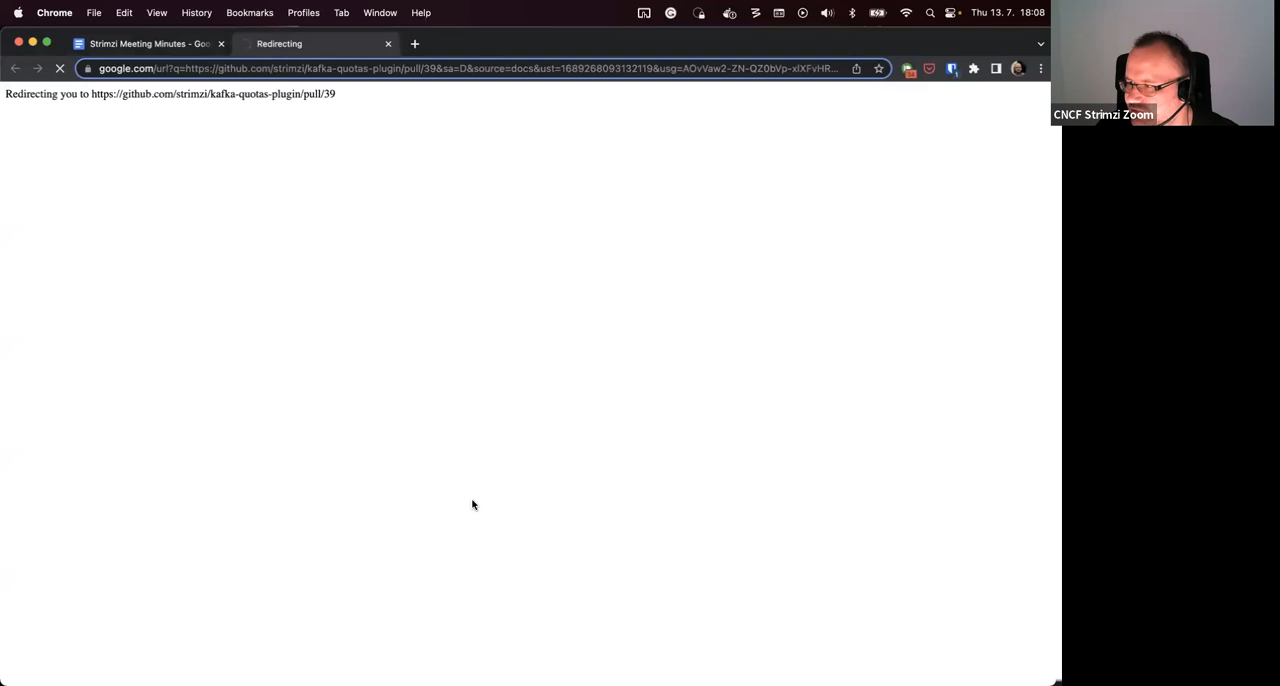 Chrome File Edit View History Bookmarks Profiles Tab Window Help Thu 13. 7. 18:08
Strimzi Meeting Minutes - Goo Redirecting
google.com/url?q=https://github.com/strimzi/kafka-quotas-plugin/pull/39&sa=D&source=docs&ust=1689268093132119&usg=AOvVaw2-ZN-QZ0bVp-xlXFvHR...
Redirecting you to https://github.com/strimzi/kafka-quotas-plugin/pull/39
CNCF Strimzi Zoom